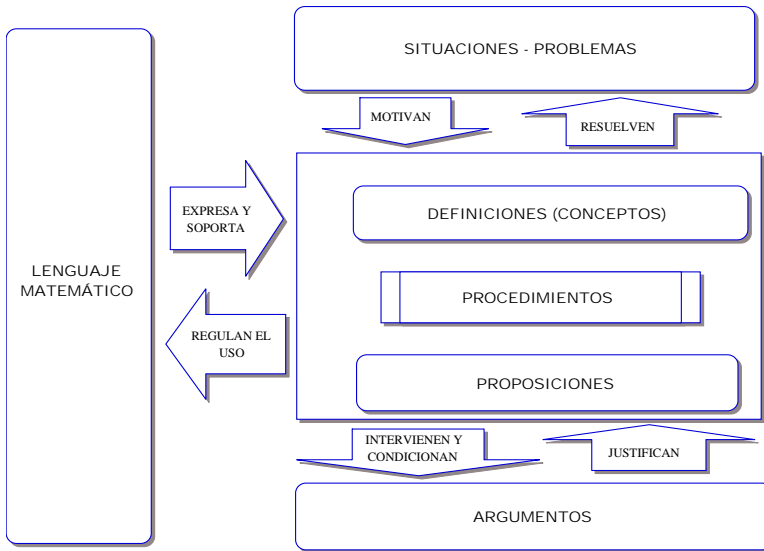 SITUACIONES - PROBLEMAS
MOTIVAN
RESUELVEN
EXPRESA Y
SOPORTA
DEFINICIONES (CONCEPTOS)
LENGUAJE
MATEMÁTICO
PROCEDIMIENTOS
REGULAN EL
USO
PROPOSICIONES
INTERVIENEN Y
CONDICIONAN
JUSTIFICAN
ARGUMENTOS